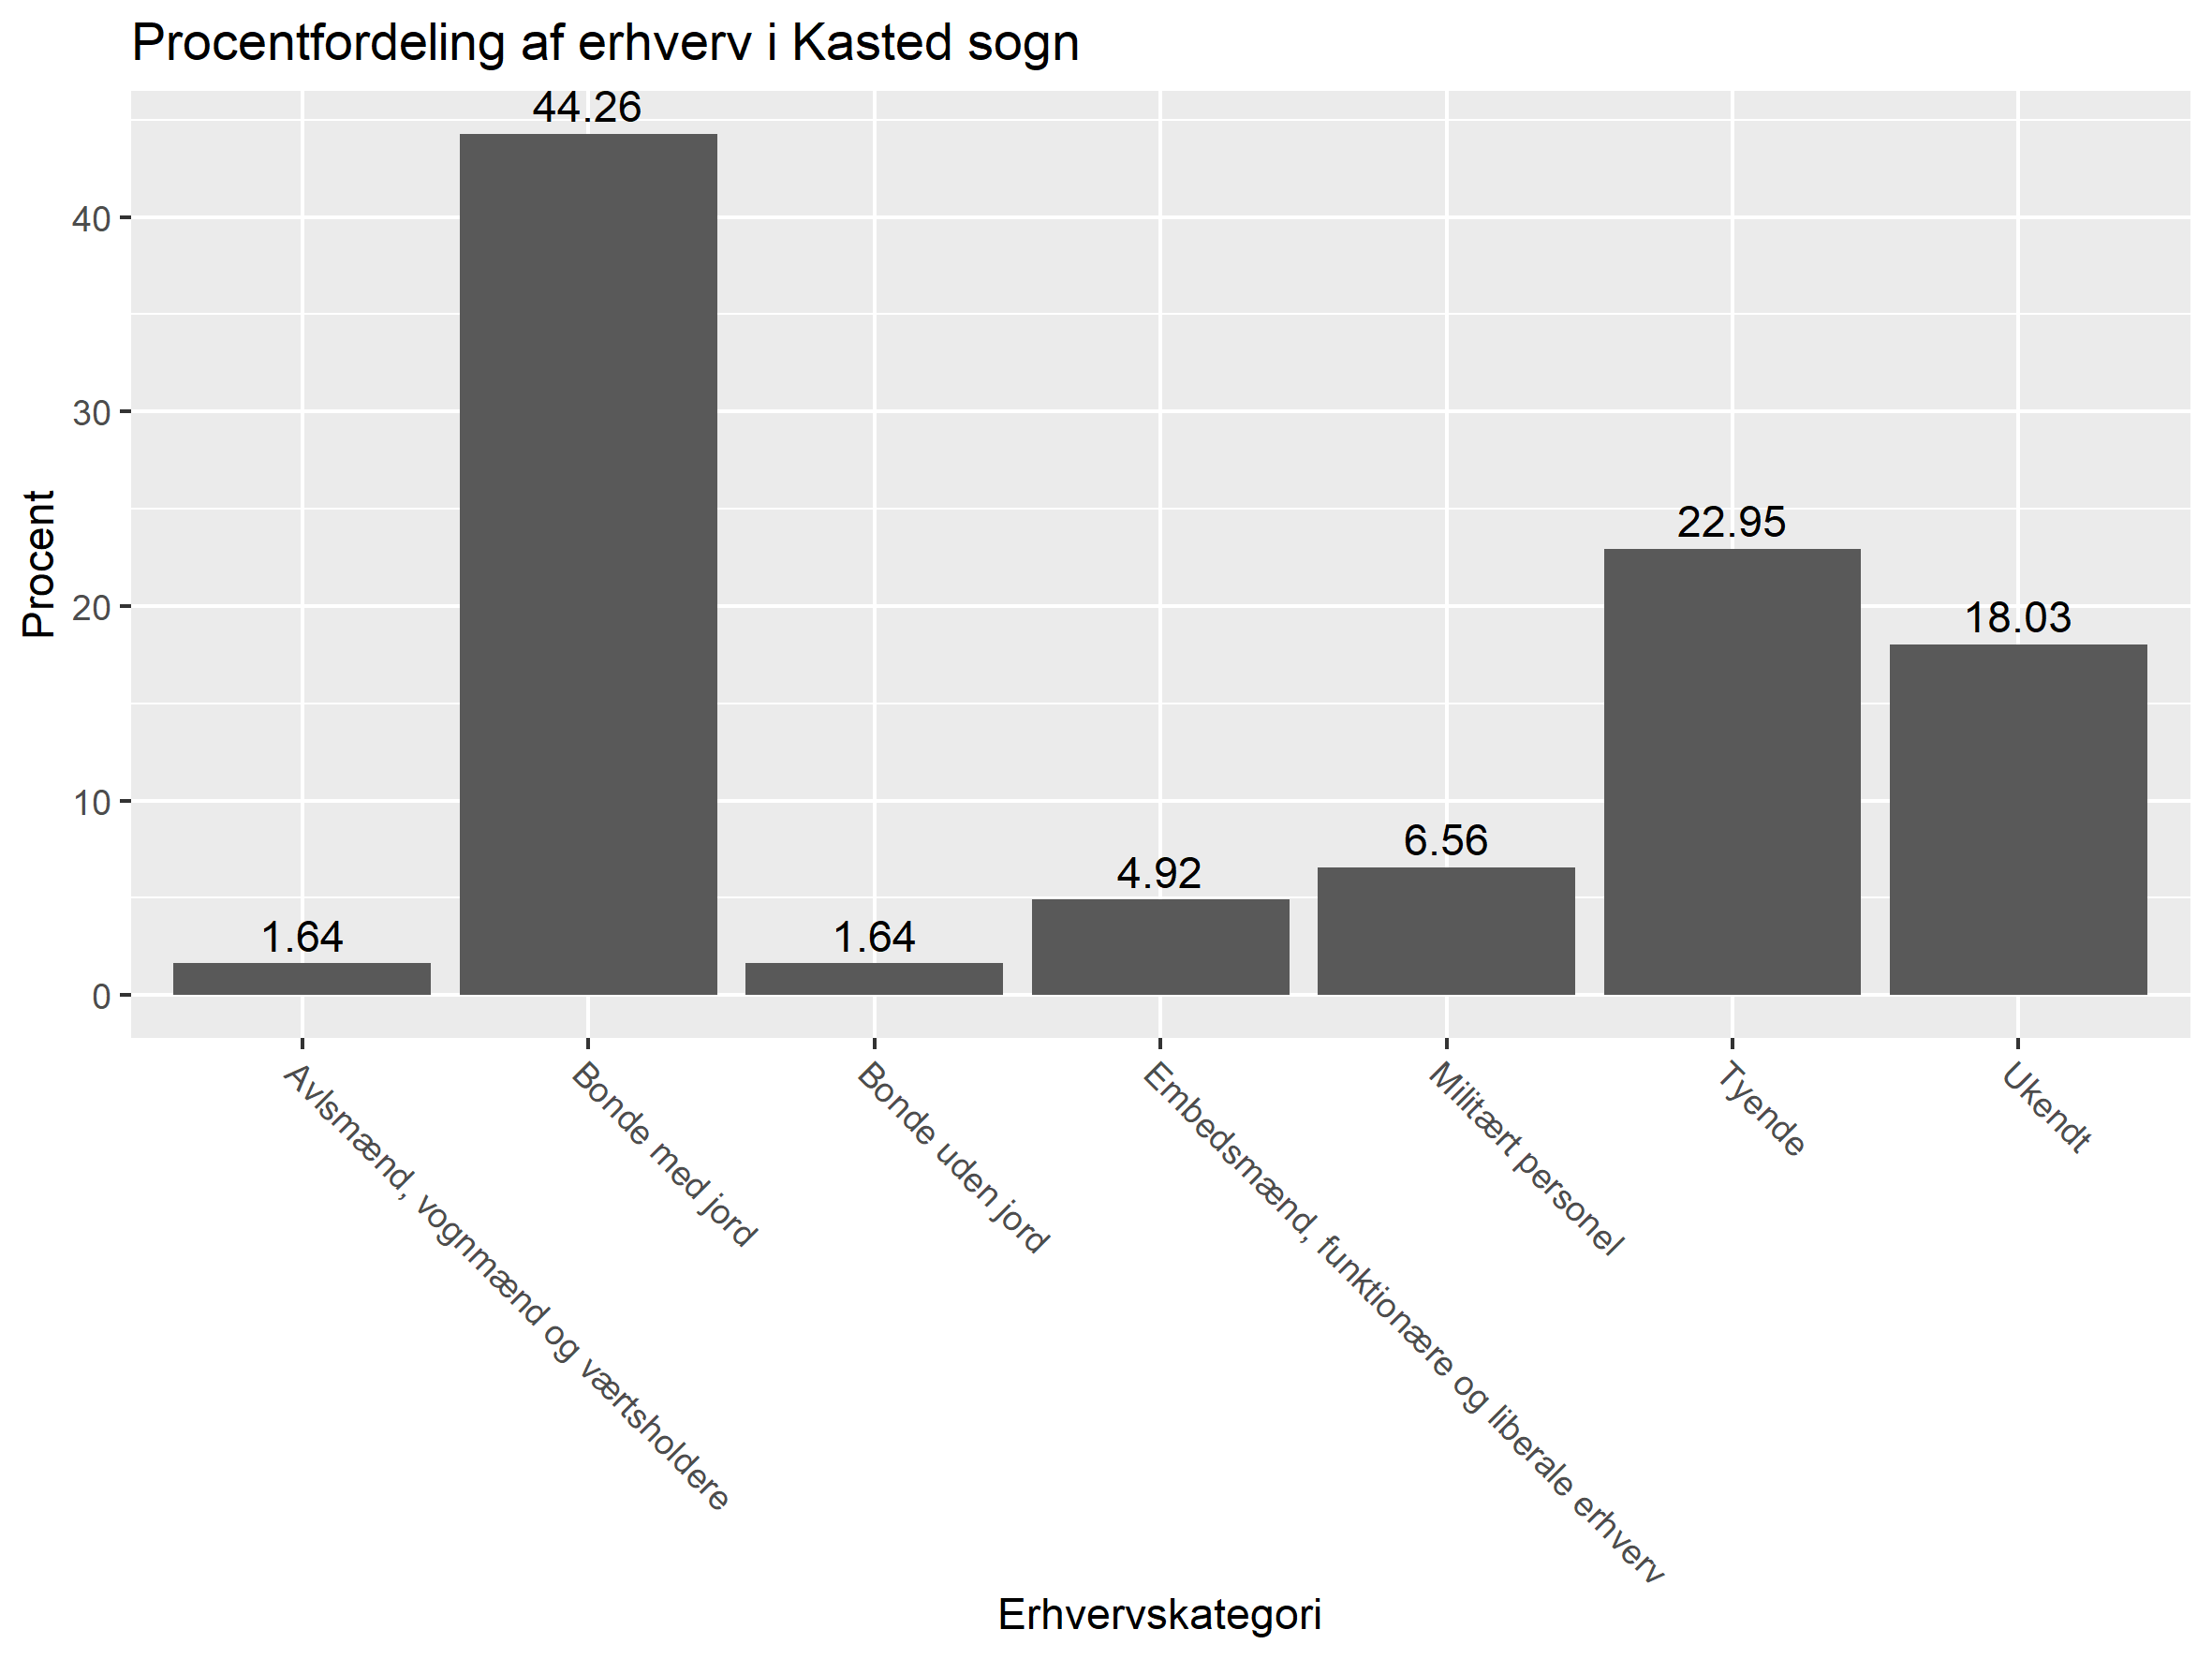 Procentfordeling af erhverv i Kasted sogn
Procent
40
30
20
10
0
1.64
44.26
1.64
4.92
6.56
22.95
18.03
Avlsmænd, vognmænd og værtsholdere
Bonde med jord
Bonde uden jord
Embedsmænd, funktionære og liberale erhverv
Militært personel
Tyende
Ukendt
Erhvervskategori